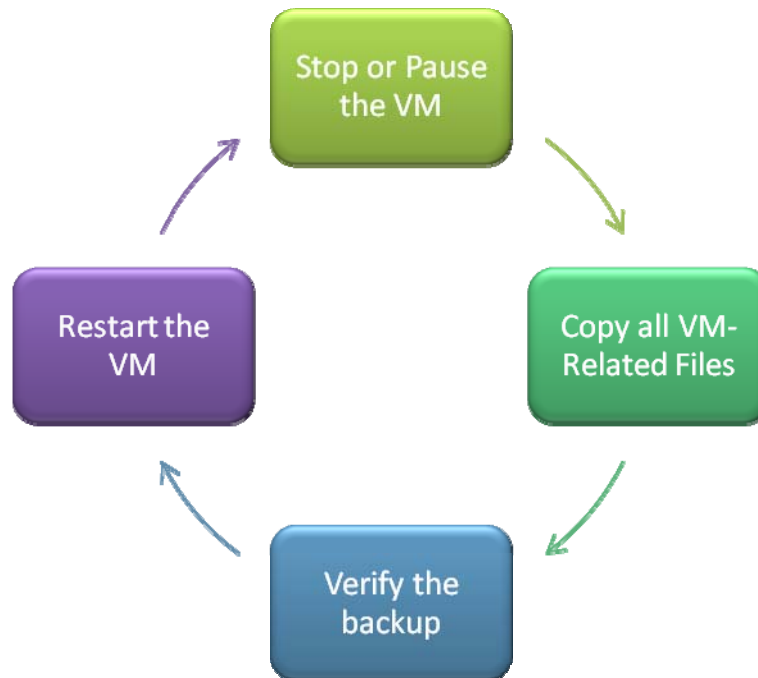 Stop or Pause
the VM
Copy all VM-
Related Files
Verify the
backup
Restart the
VM